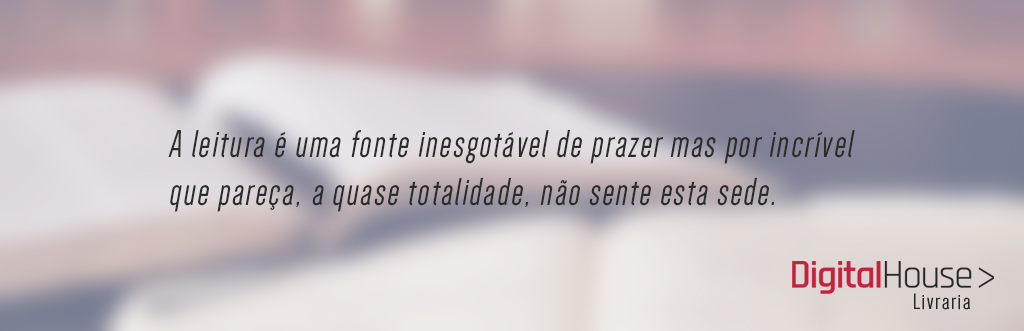 A leitura é uma fonte inesgotável de prazer mas por incrível
que pareça, a quase totalidade, não sente esta sede.
DigitalHouse >
Livraria